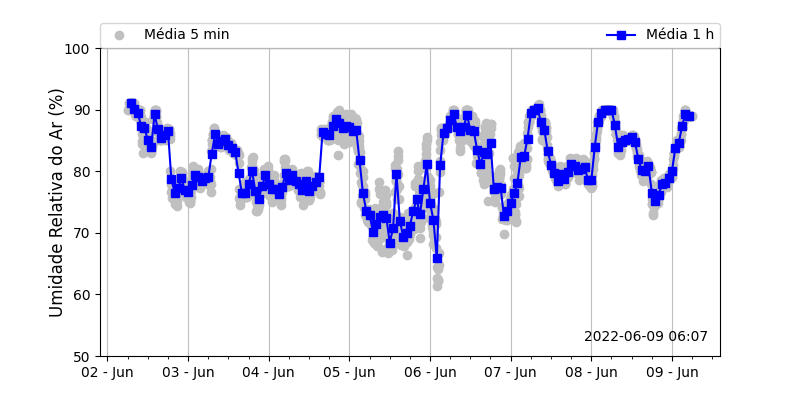 Média 5 min
Média 1 h
Umidade Relativa do Ar (%)
100
90
80
70
60
50
2022-06-09 06:07
02 - Jun
03 - Jun
04 - Jun
05 - Jun
06 - Jun
07 - Jun
08 - Jun
09 - Jun